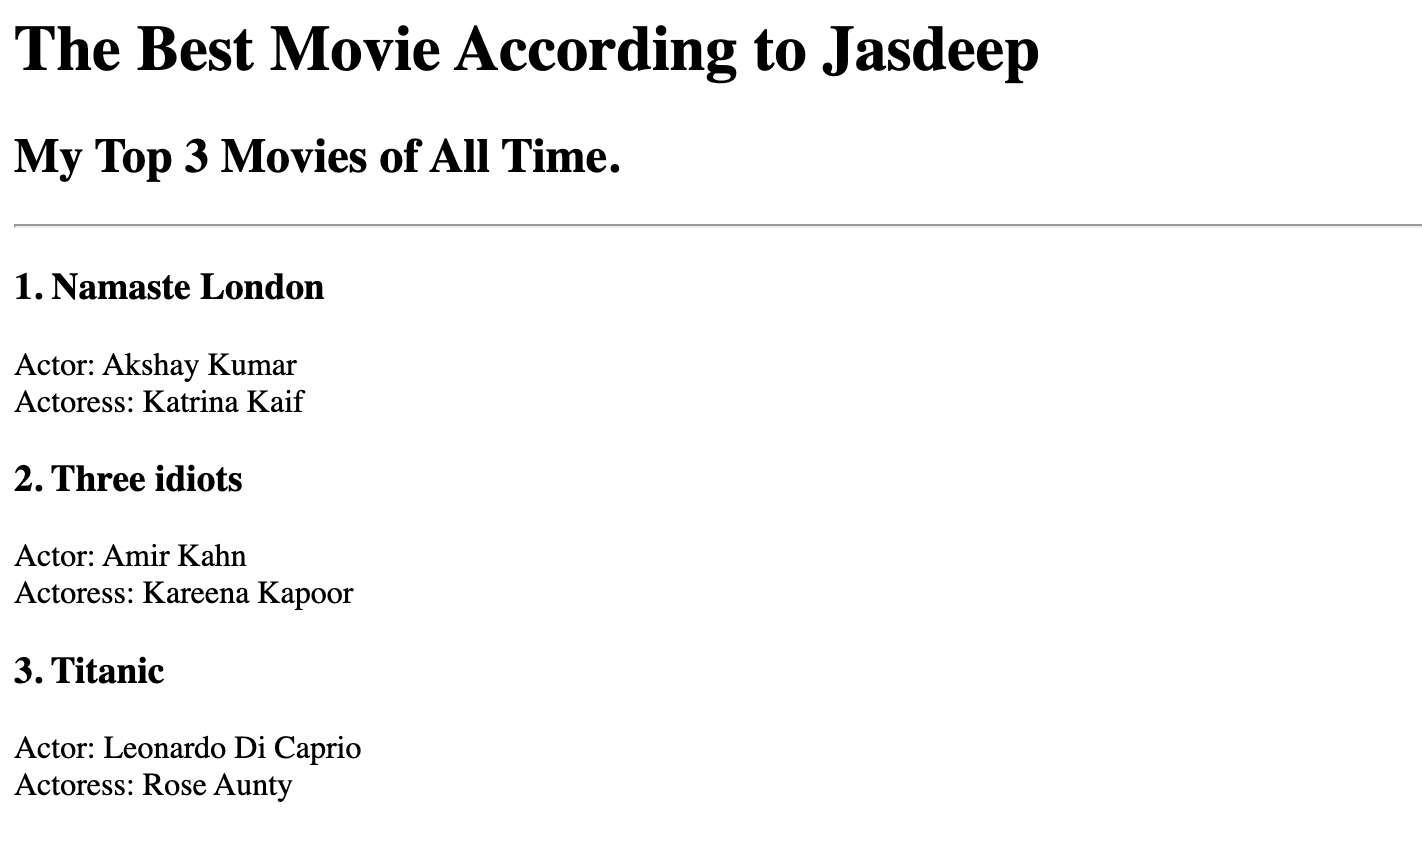 The Best Movie According to Jasdeep
My Top 3 Movies of All Time.
1. Namaste London
Actor: Akshay Kumar
Actoress: Katrina Kaif
2. Three idiots
Actor: Amir Kahn
Actoress: Kareena Kapoor
3. Titanic
Actor: Leonardo Di Caprio
Actoress: Rose Aunty